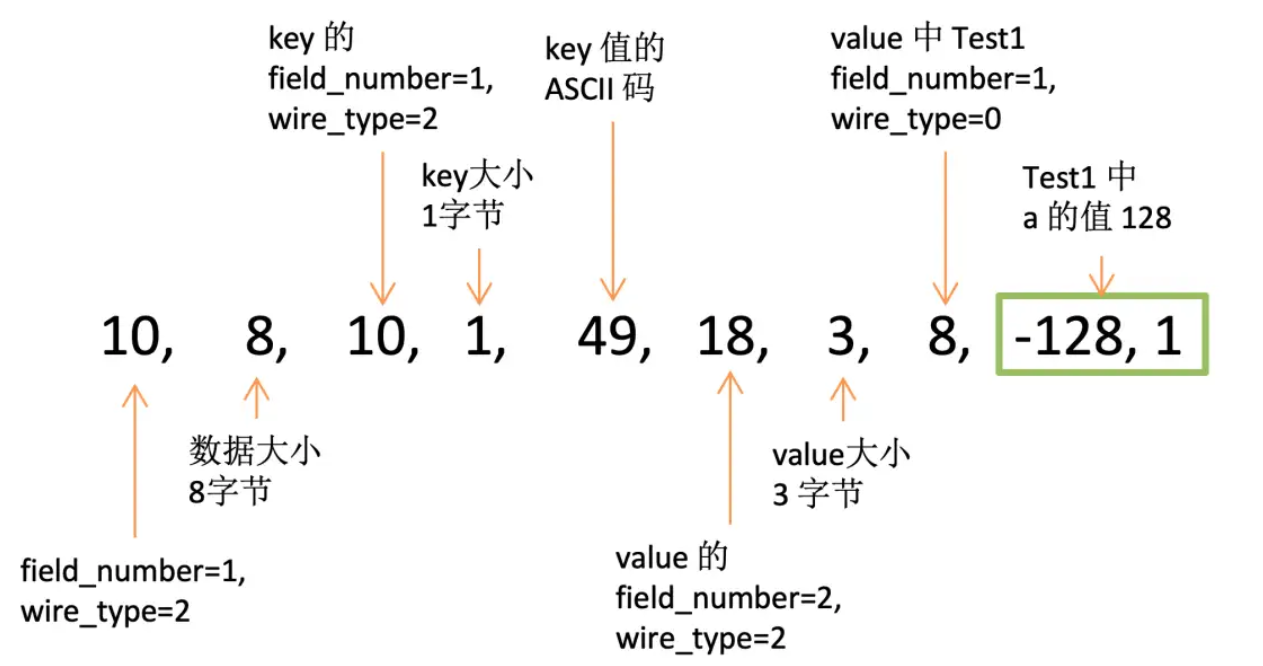 key 的
field_number=1,
wire_type=2
key大小
1字节
key 值的
ASCII 码
value 中 Test1
field_number=1,
wire_type=0
Test1 中
a 的值 128
10, 8, 10, 1, 49, 18, 3, 8, -128, 1
field_number=1,
wire_type=2
数据大小
8字节
value 的
field_number=2,
wire_type=2
value大小
3 字节